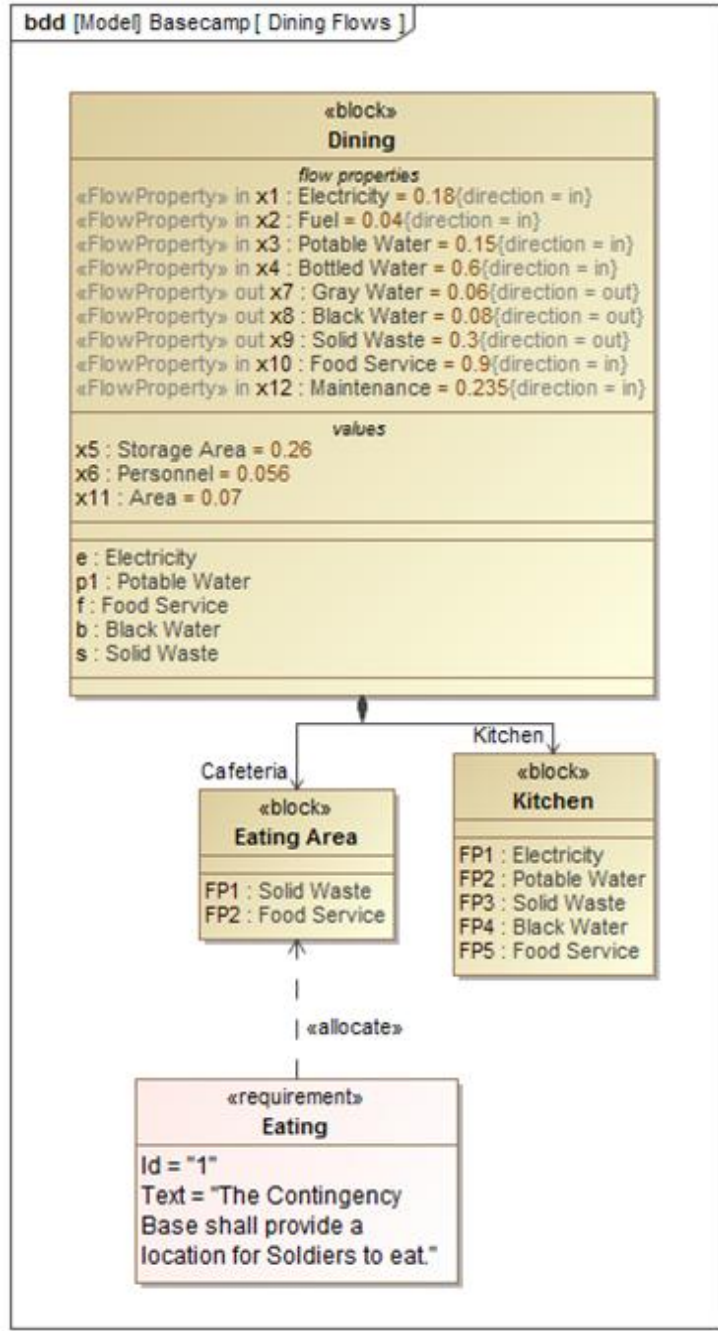 bdd [Model] Basecamp [ Dining Flows ]
«block»
Dining
flow properties
«FlowProperty» in x1 : Electricity = 0.18{direction = in}
«FlowProperty» in x2 : Fuel = 0.04{direction = in}
«FlowProperty» in x3 : Potable Water = 0.15{direction = in}
«FlowProperty» in x4 : Bottled Water = 0.6{direction = in}
«FlowProperty» out x7 : Gray Water = 0.06{direction = out}
«FlowProperty» out x8 : Black Water = 0.08{direction = out}
«FlowProperty» out x9 : Solid Waste = 0.3{direction = out}
«FlowProperty» in x10 : Food Service = 0.9{direction = in}
«FlowProperty» in x12 : Maintenance = 0.235{direction = in}
values
x5 : Storage Area = 0.26
x6 : Personnel = 0.056
x11 : Area = 0.07
e : Electricity
p1 : Potable Water
f : Food Service
b : Black Water
s : Solid Waste
Cafeteria
«block»
Eating Area
FP1 : Solid Waste
FP2 : Food Service
Kitchen
«block»
Kitchen
FP1 : Electricity
FP2 : Potable Water
FP3 : Solid Waste
FP4 : Black Water
FP5 : Food Service
«allocate»
«requirement»
Eating
Id = "1"
Text = "The Contingency
Base shall provide a
location for Soldiers to eat."